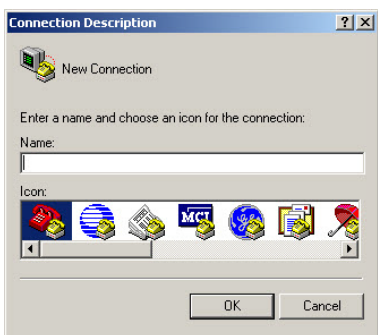 Connection Description
New Connection
Enter a name and choose an icon for the connection:
Name:
Icon:
MCI
OK Cancel